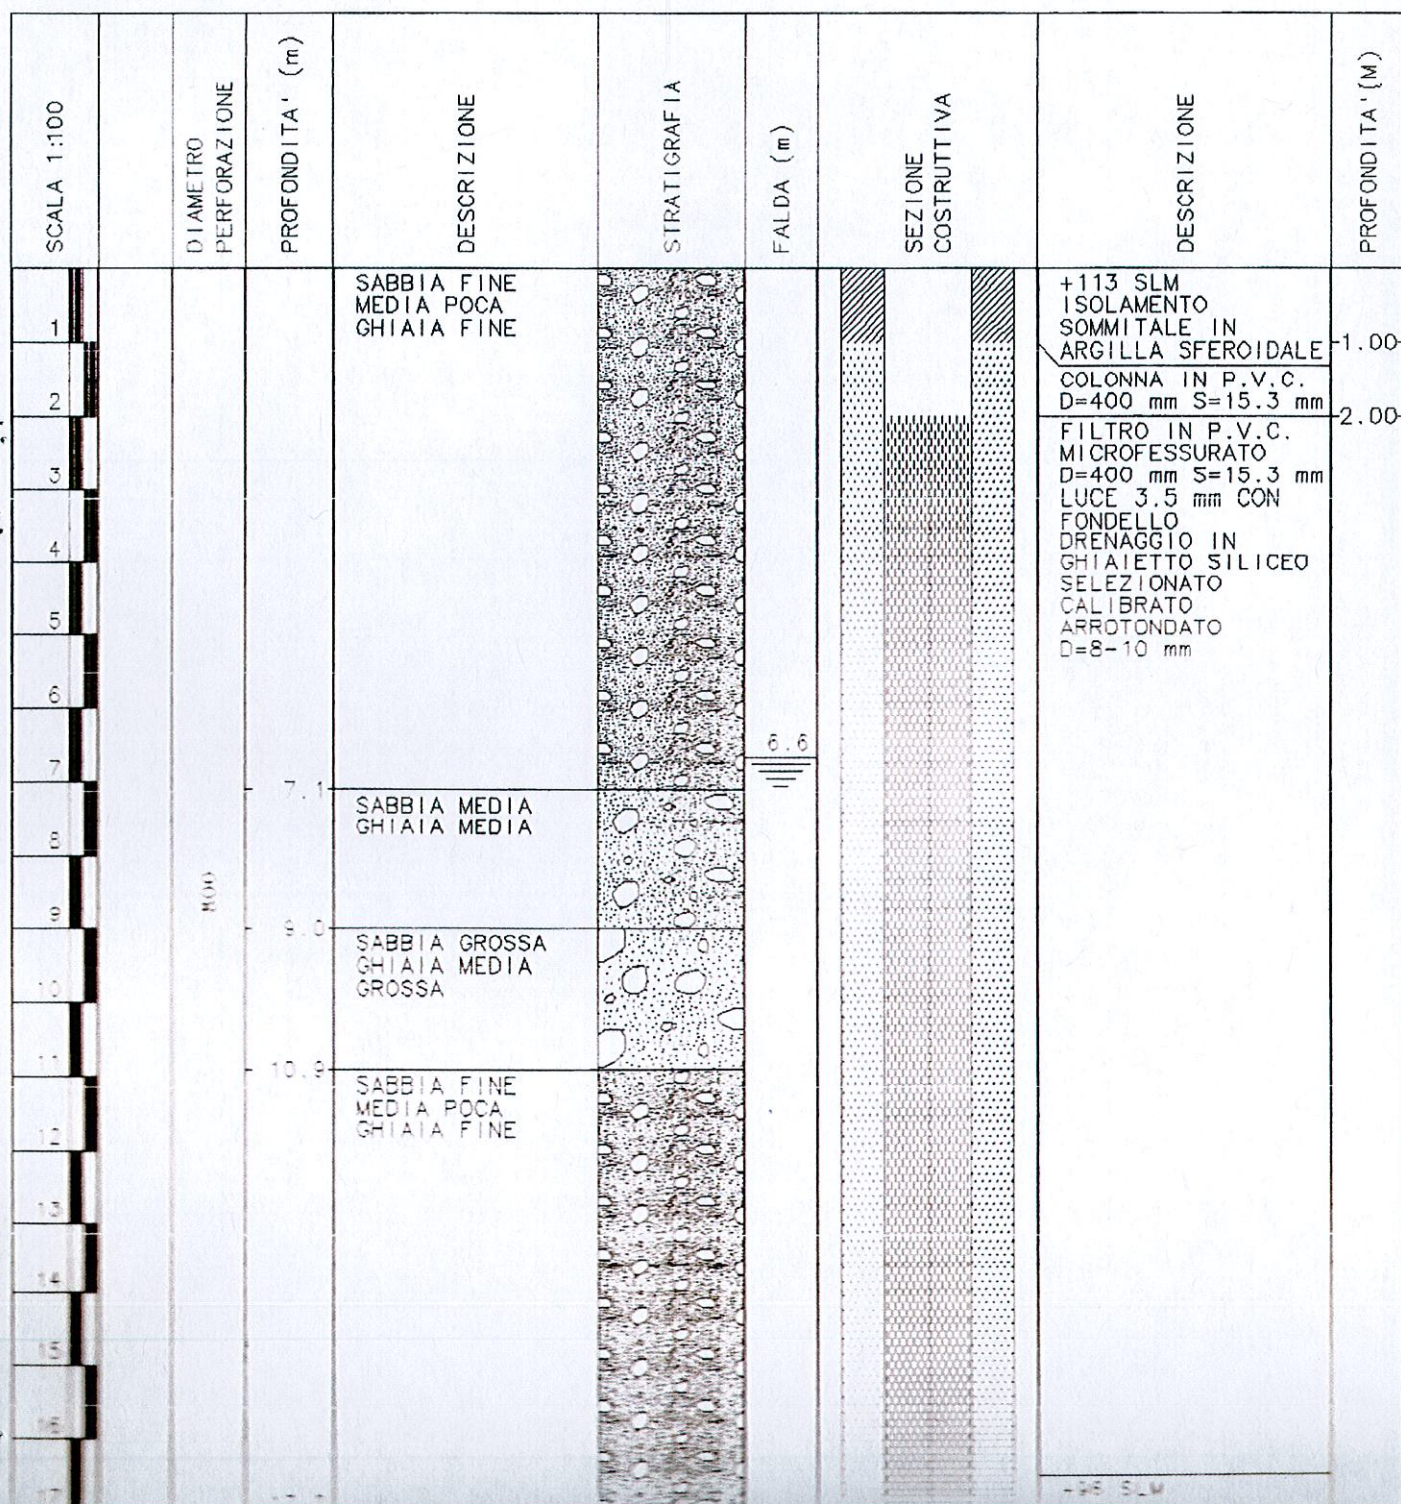 SCALA 1:100
DIAMETRO
PERFORAZIONE
PROFONDITA' (m)
DESCRIZIONE
STRATIGRAFIA
FALDA (m)
SEZIONE
COSTRUTTIVA
DESCRIZIONE
PROFONDITA' (M)
1
2
3
4
5
6
7
8
9
10
11
12
13
14
15
16
17
7.1
9.0
10.9
SABBIA FINE
MEDIA POCA
GHIAIA FINE
SABBIA MEDIA
GHIAIA MEDIA
SABBIA GROSSA
GHIAIA MEDIA
GROSSA
SABBIA FINE
MEDIA POCA
GHIAIA FINE
6.6
+113 SLM
ISOLAMENTO
SOMMITALE IN
ARGILLA SFEROIDALE
COLONNA IN P.V.C.
D=400 mm S=15.3 mm
FILTRO IN P.V.C.
MICROFESSURATO
D=400 mm S=15.3 mm
LUCE 3.5 mm CON
FONDELLO
DRENAGGIO IN
GHIAIETTO SILICEO
SELEZIONATO
CALIBRATO
ARROTONDATO
D=8-10 mm
SLM
1.00
2.00